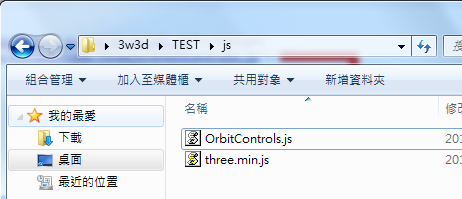 3w3d ▸ TEST ▸ js
組合管理 加入至媒體櫃 共用對象 新增資料夾
我的最愛
下載
桌面
最近的位置
名稱
OrbitControls.js 201
three.min.js 201